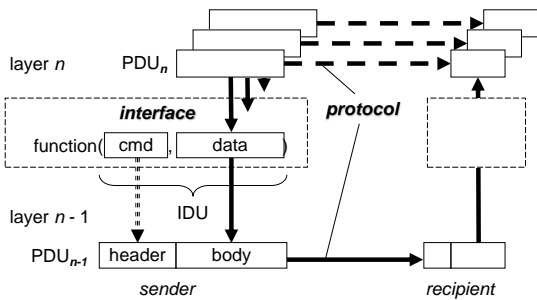 layer n
PDUn
interface
protocol
function( cmd , data )
IDU
layer n - 1
PDUn-1
header
body
sender
recipient